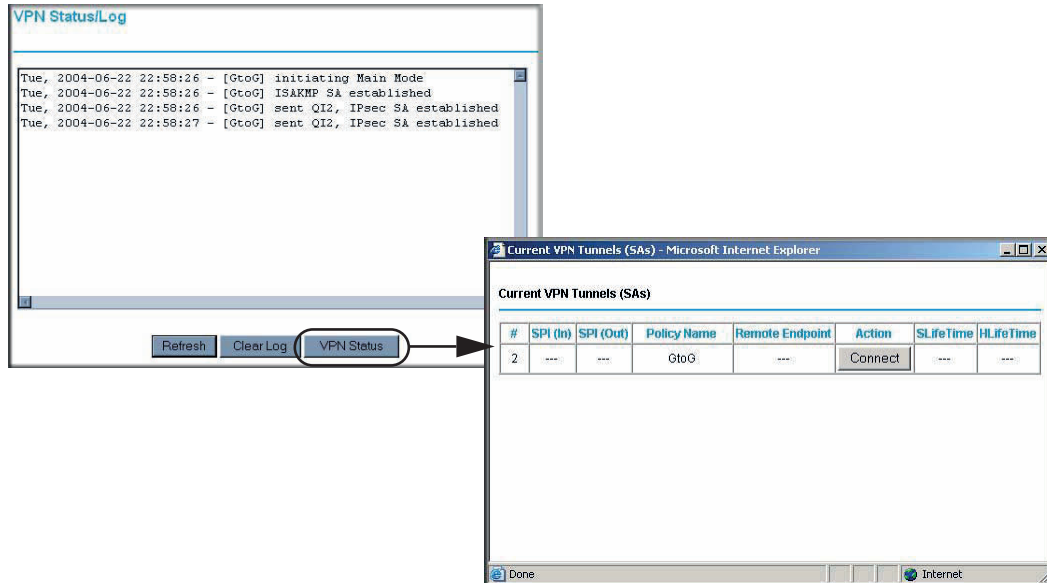 VPN Status/Log
Tue, 2004-06-22 22:58:26 - [GtoG] initiating Main Mode
Tue, 2004-06-22 22:58:26 - [GtoG] ISAKMP SA established
Tue, 2004-06-22 22:58:26 - [GtoG] sent QI2, IPsec SA established
Tue, 2004-06-22 22:58:27 - [GtoG] sent QI2, IPsec SA established
Refresh Clear Log VPN Status
Current VPN Tunnels (SAs) - Microsoft Internet Explorer
Current VPN Tunnels (SAs)
# SPI (In) SPI (Out) Policy Name Remote Endpoint Action SLifeTime HLifeTime
2 --- --- GtoG --- Connect --- ---
Done Internet